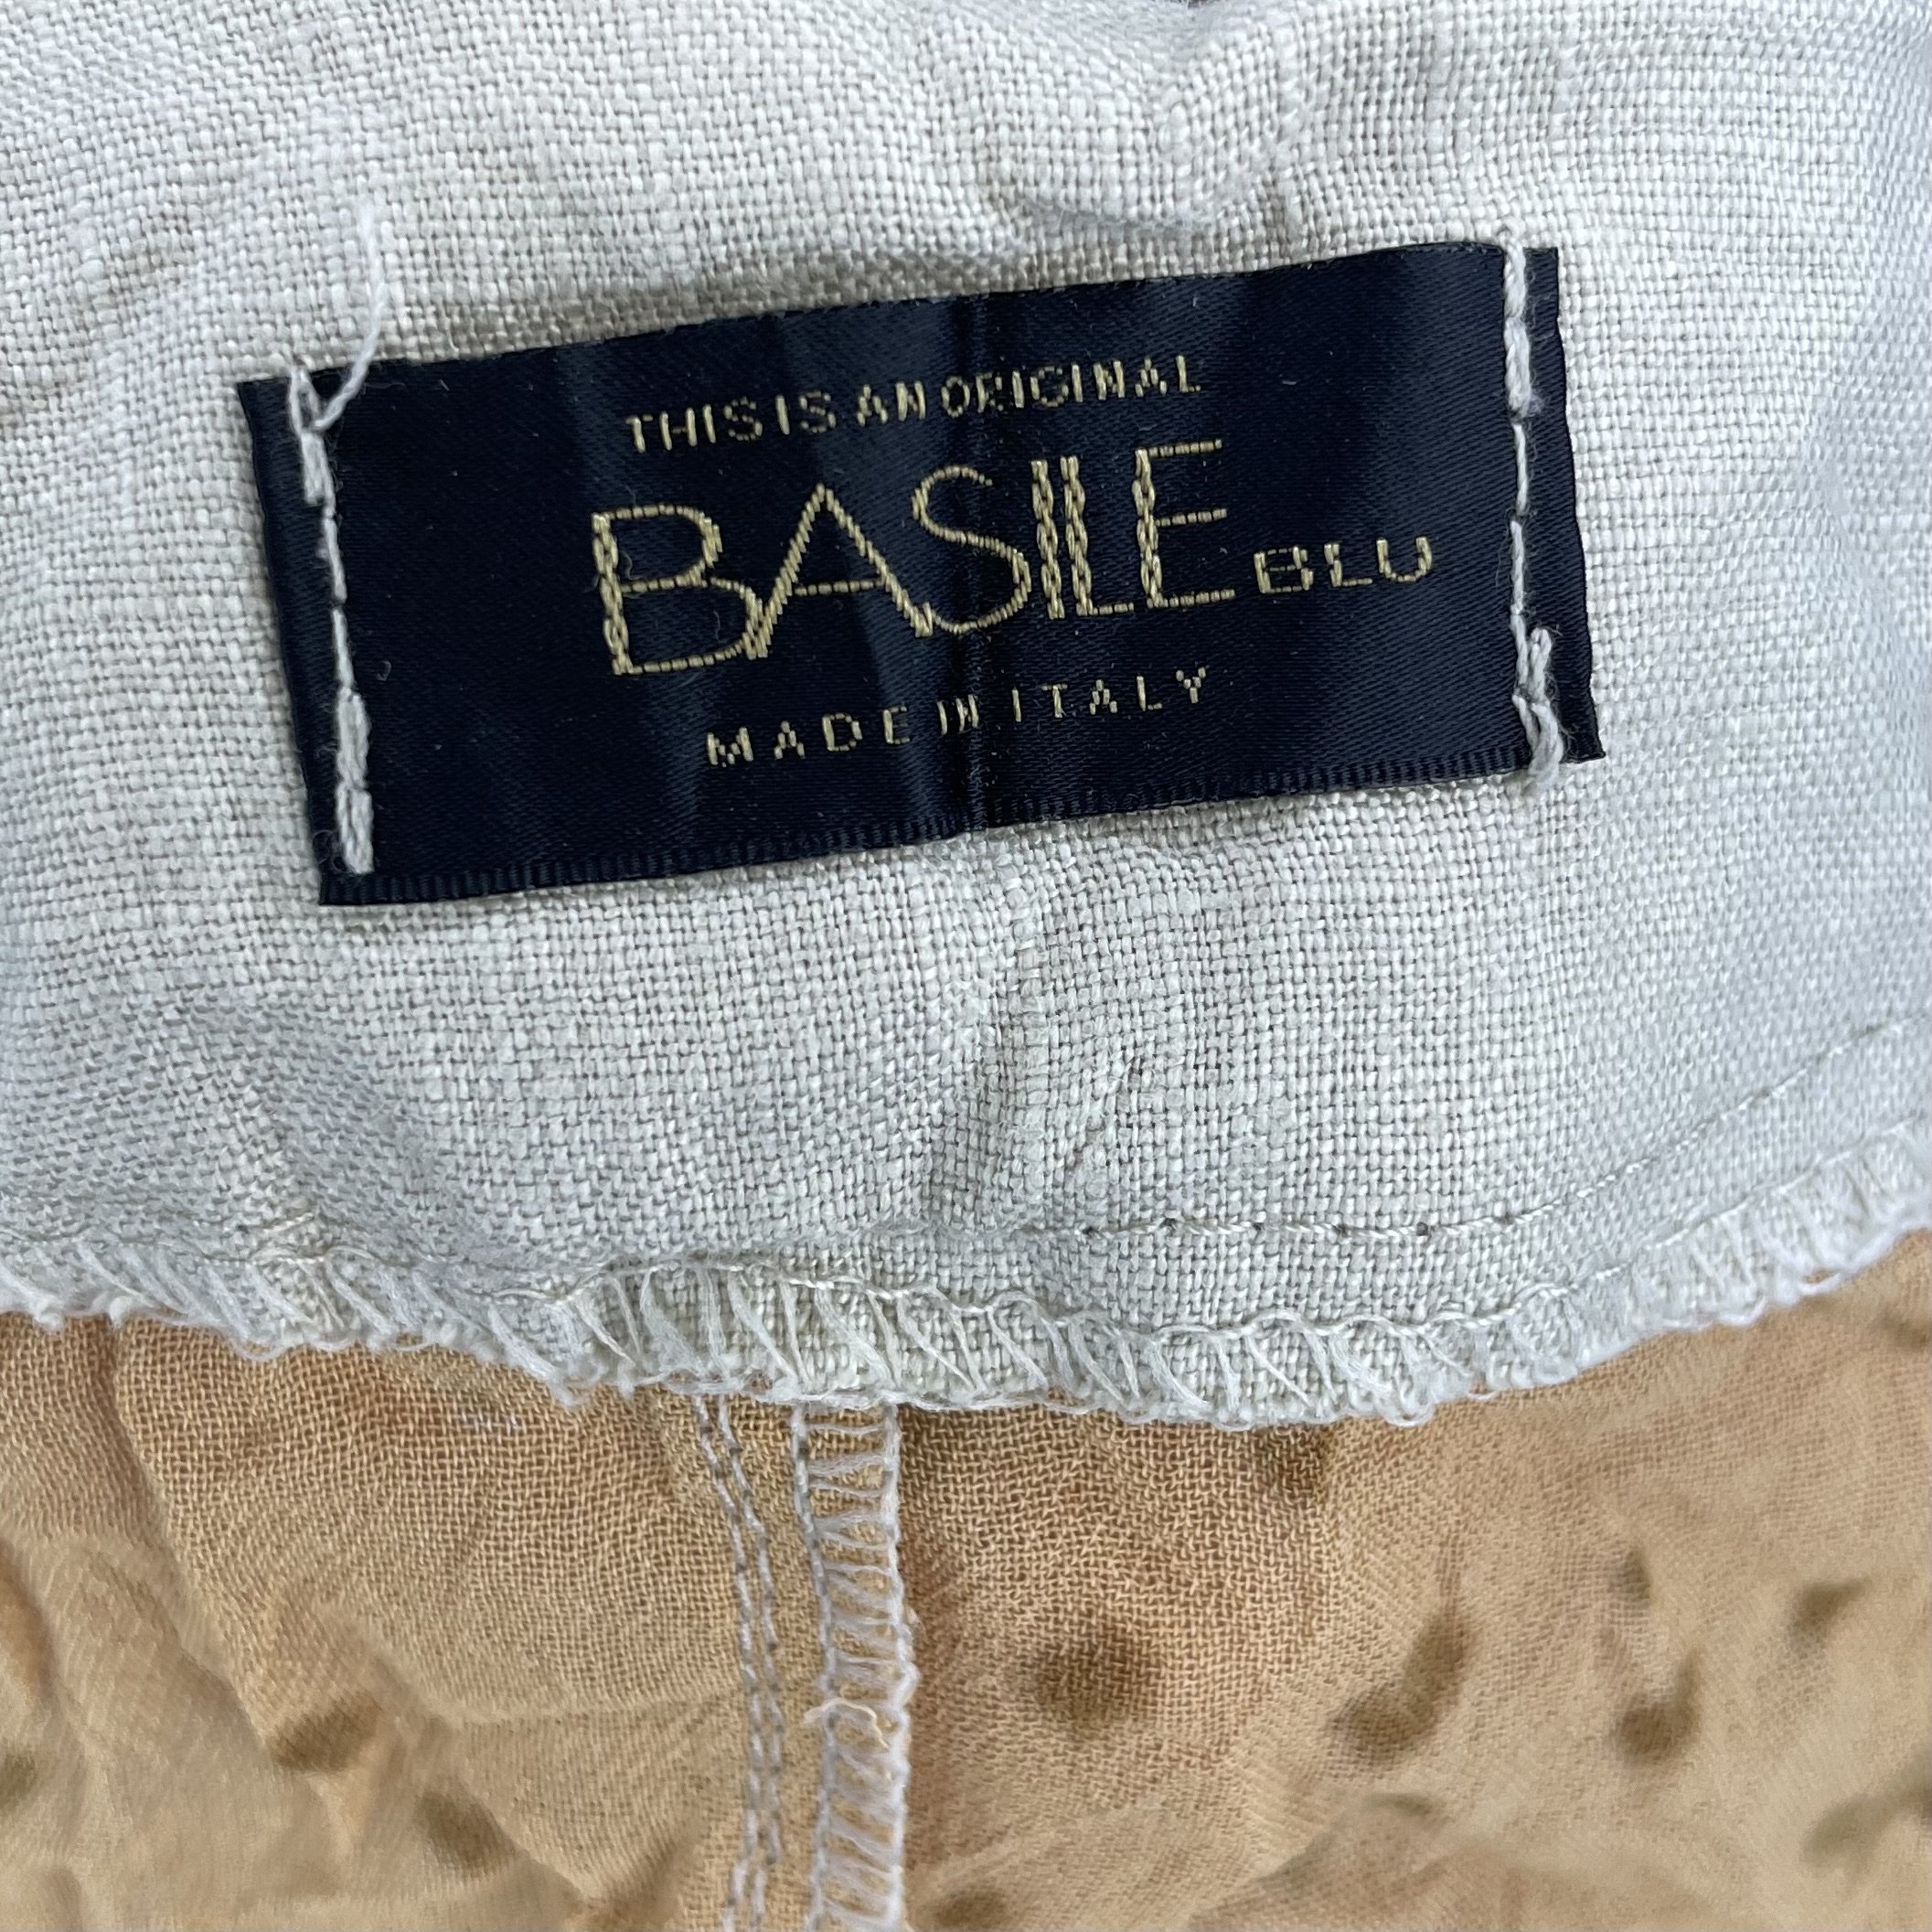 THIS IS AN ORIGINAL
BASILE BLU
MADE IN ITALY